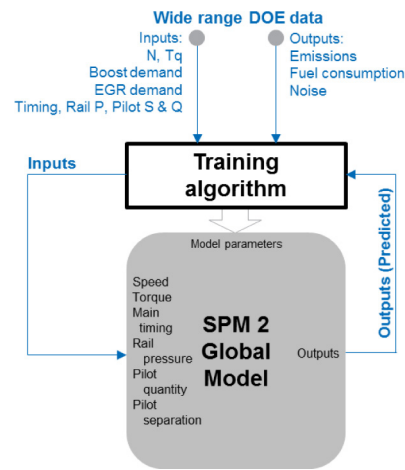 Wide range DOE data
Inputs:
N, Tq
Boost demand
EGR demand
Timing, Rail P, Pilot S & Q
Outputs:
Emissions
Fuel consumption
Noise
Inputs
Training
algorithm
Outputs (Predicted)
Model parameters
Speed
Torque
Main
timing
Rail
pressure
Pilot
quantity
Pilot
separation
SPM 2
Global
Model
Outputs